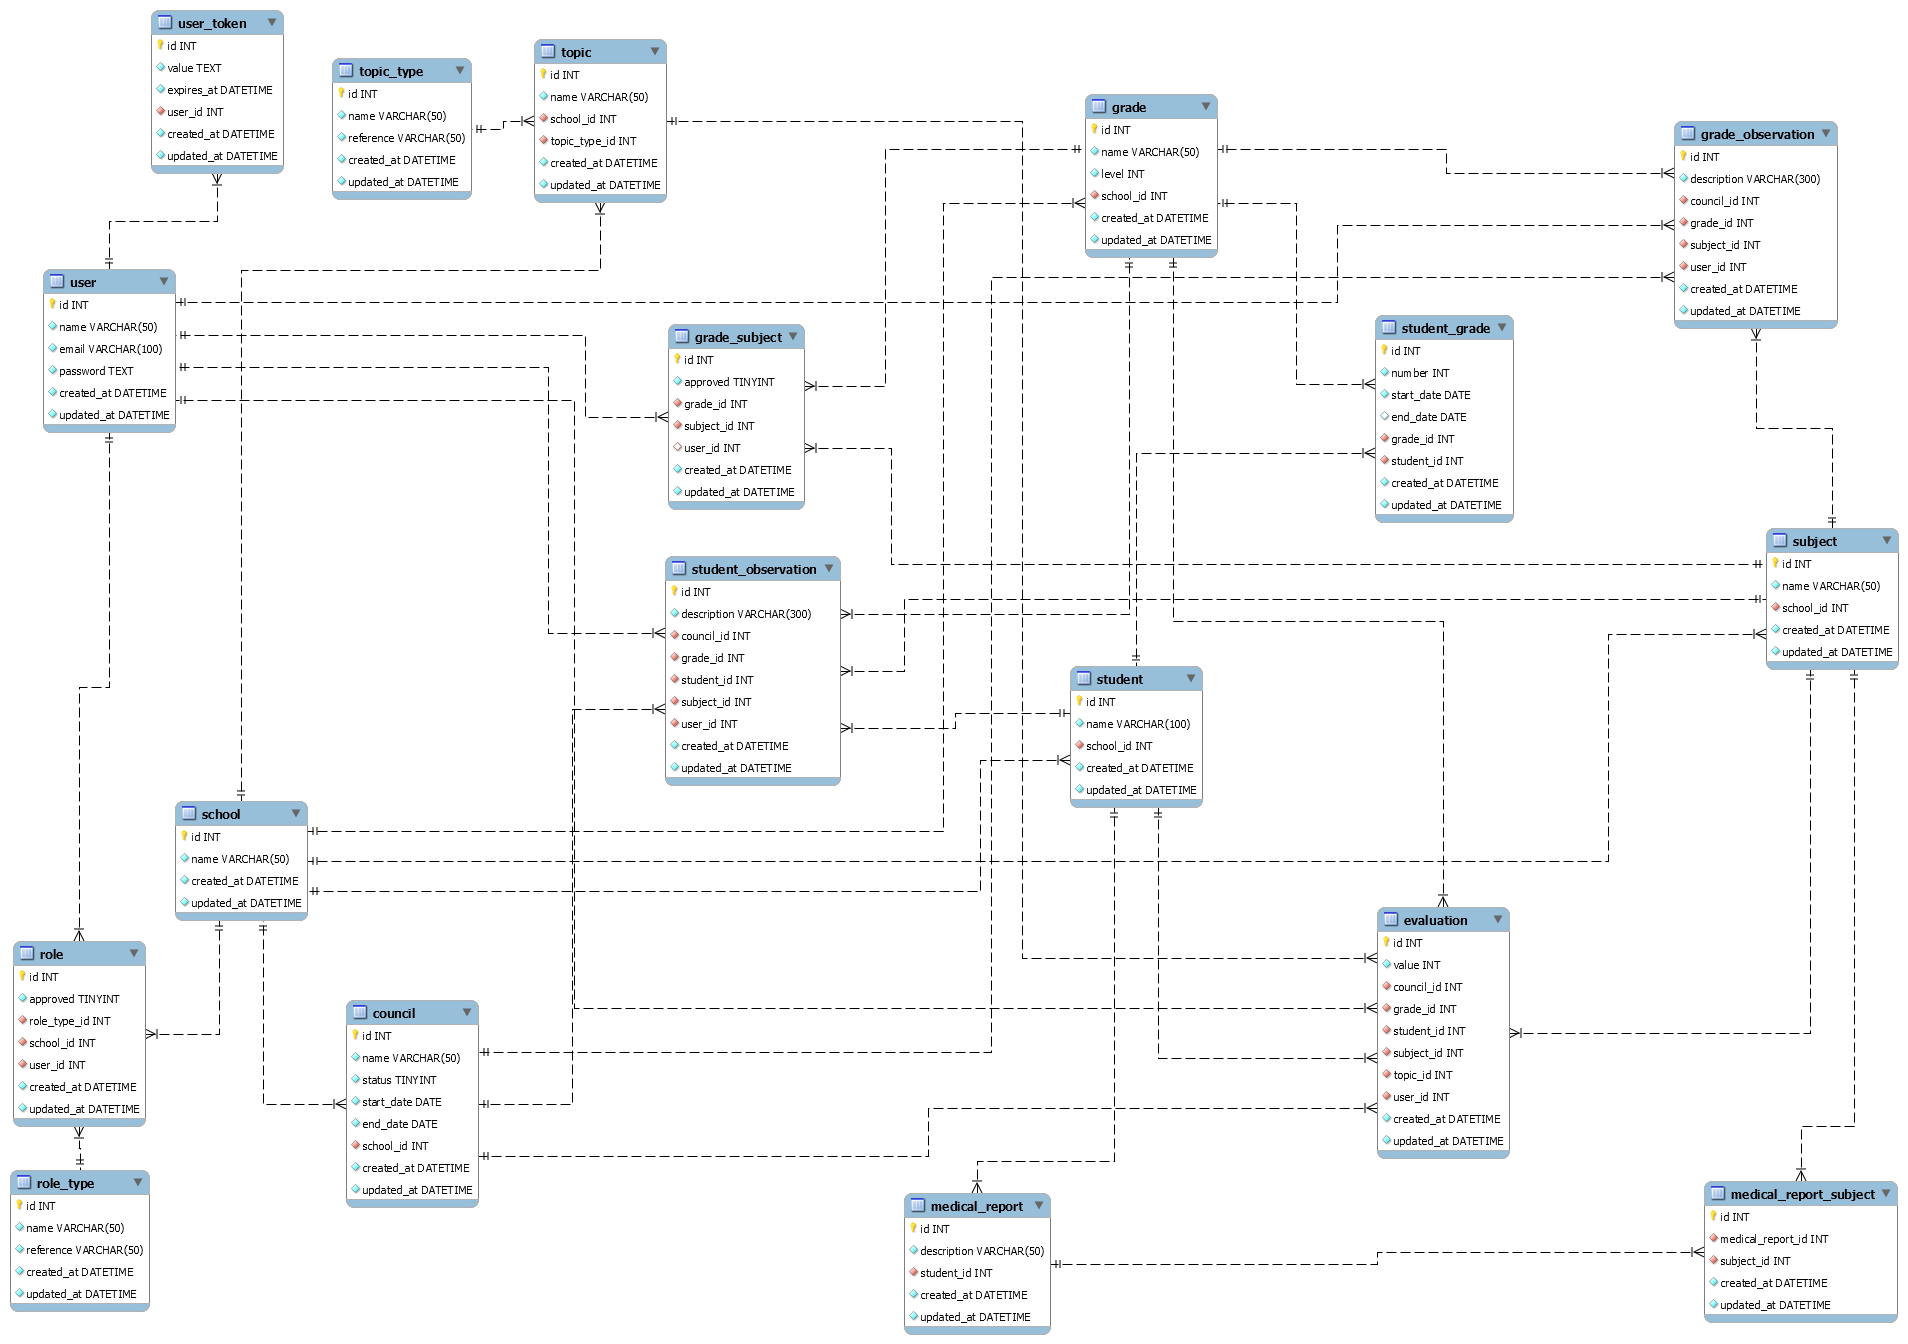 user_token
id INT
value TEXT
expires_at DATETIME
user_id INT
created_at DATETIME
updated_at DATETIME
topic_type
id INT
name VARCHAR(50)
reference VARCHAR(50)
created_at DATETIME
updated_at DATETIME
topic
id INT
name VARCHAR(50)
school_id INT
topic_type_id INT
created_at DATETIME
updated_at DATETIME
grade
id INT
name VARCHAR(50)
level INT
school_id INT
created_at DATETIME
updated_at DATETIME
grade_observation
id INT
description VARCHAR(300)
council_id INT
grade_id INT
subject_id INT
user_id INT
created_at DATETIME
updated_at DATETIME
user
id INT
name VARCHAR(50)
email VARCHAR(100)
password TEXT
created_at DATETIME
updated_at DATETIME
grade_subject
id INT
approved TINYINT
grade_id INT
subject_id INT
user_id INT
created_at DATETIME
updated_at DATETIME
student_grade
id INT
number INT
start_date DATE
end_date DATE
grade_id INT
student_id INT
created_at DATETIME
updated_at DATETIME
student_observation
id INT
description VARCHAR(300)
council_id INT
grade_id INT
student_id INT
subject_id INT
user_id INT
created_at DATETIME
updated_at DATETIME
subject
id INT
name VARCHAR(50)
school_id INT
created_at DATETIME
updated_at DATETIME
student
id INT
name VARCHAR(100)
school_id INT
created_at DATETIME
updated_at DATETIME
school
id INT
name VARCHAR(50)
created_at DATETIME
updated_at DATETIME
role
id INT
approved TINYINT
role_type_id INT
school_id INT
user_id INT
created_at DATETIME
updated_at DATETIME
council
id INT
name VARCHAR(50)
status TINYINT
start_date DATE
end_date DATE
school_id INT
created_at DATETIME
updated_at DATETIME
evaluation
id INT
value INT
council_id INT
grade_id INT
student_id INT
subject_id INT
topic_id INT
user_id INT
created_at DATETIME
updated_at DATETIME
role_type
id INT
name VARCHAR(50)
reference VARCHAR(50)
created_at DATETIME
updated_at DATETIME
medical_report
id INT
description VARCHAR(50)
student_id INT
created_at DATETIME
updated_at DATETIME
medical_report_subject
id INT
medical_report_id INT
subject_id INT
created_at DATETIME
updated_at DATETIME